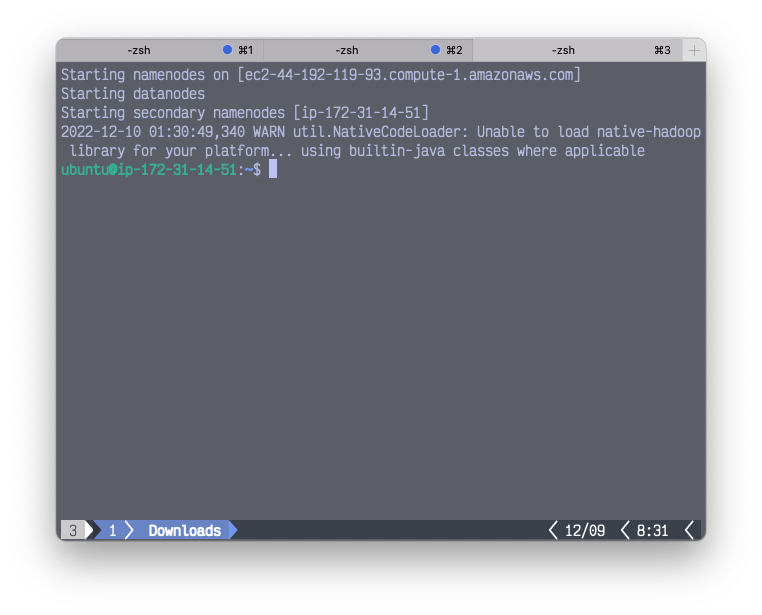 -zsh ⌘1 -zsh ⌘2 -zsh ⌘3 +
Starting namenodes on [ec2-44-192-119-93.compute-1.amazonaws.com]
Starting datanodes
Starting secondary namenodes [ip-172-31-14-51]
2022-12-10 01:30:49,340 WARN util.NativeCodeLoader: Unable to load native-hadoop
library for your platform... using builtin-java classes where applicable
ubuntu@ip-172-31-14-51:~$
3 1 Downloads 12/09 8:31